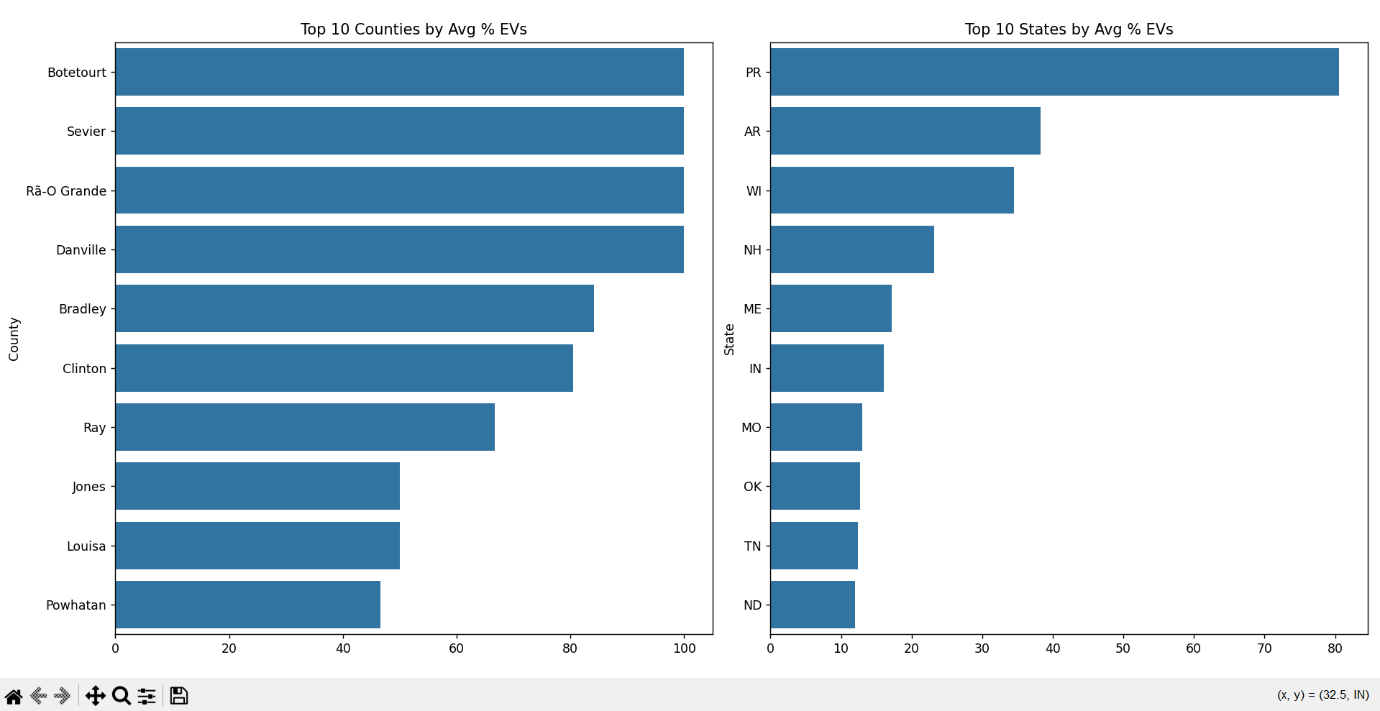 Top 10 Counties by Avg % EVs
County
Botetourt
Sevier
Rã-O Grande
Danville
Bradley
Clinton
Ray
Jones
Louisa
Powhatan
0 20 40 60 80 100
Top 10 States by Avg % EVs
State
PR
AR
WI
NH
ME
IN
MO
OK
TN
ND
0 10 20 30 40 50 60 70 80
(x, y) = (32.5, IN)